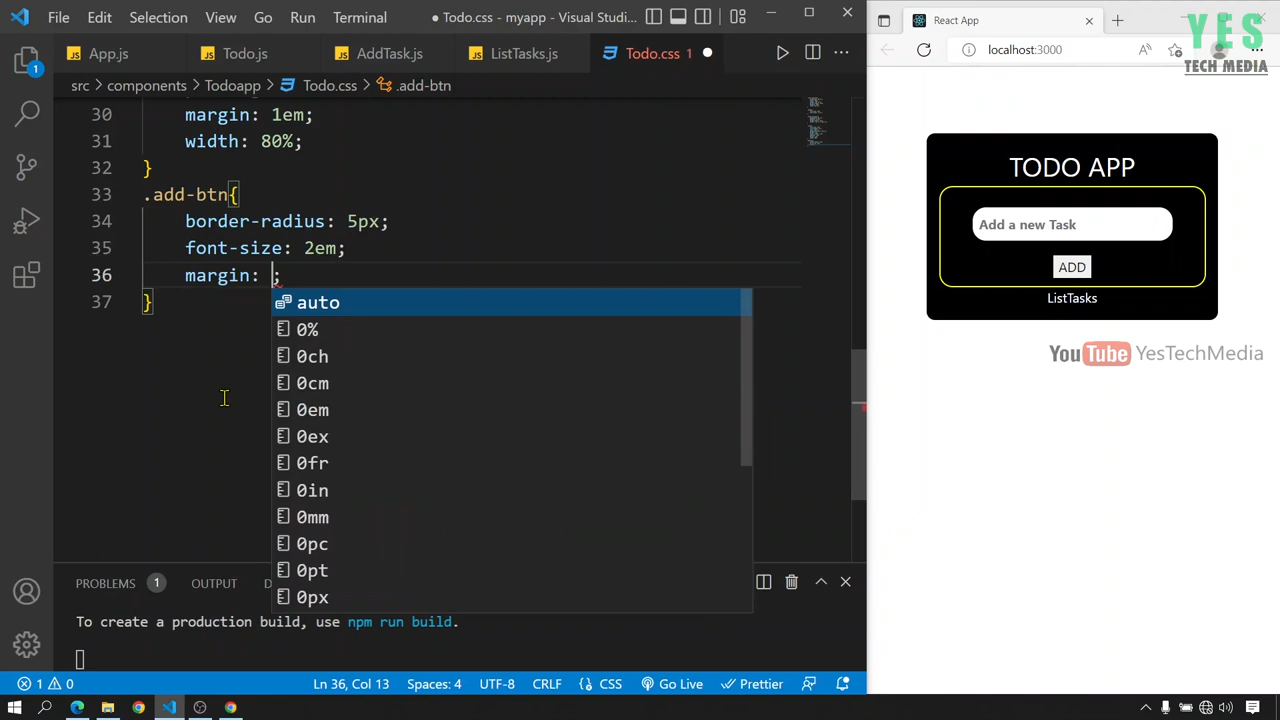 File Edit Selection View Go Run Terminal
● Todo.css - myapp - Visual Studi...
App.js
Todo.js
AddTask.js
ListTasks.js
Todo.css 1
src > components > Todoapp > Todo.css > .add-btn
30 margin: 1em;
31 width: 80%;
32 }
33 .add-btn{
34 border-radius: 5px;
35 font-size: 2em;
36 margin: ;
37 }
auto
0%
0ch
0cm
0em
0ex
0fr
0in
0mm
0pc
0pt
0px
PROBLEMS 1 OUTPUT D
To create a production build, use npm run build.
1 0
Ln 36, Col 13 Spaces: 4 UTF-8 CRLF {} CSS Go Live Prettier
1
React App
localhost:3000
YES
TECH MEDIA
TODO APP
Add a new Task
ADD
ListTasks
YouTube YesTechMedia